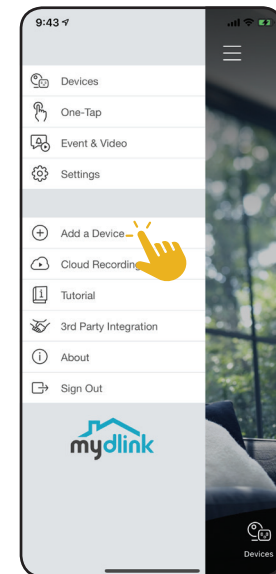 9:43
Devices
One-Tap
Event & Video
Settings
Add a Device
Cloud Recording
Tutorial
3rd Party Integration
About
Sign Out
mydlink
Devices